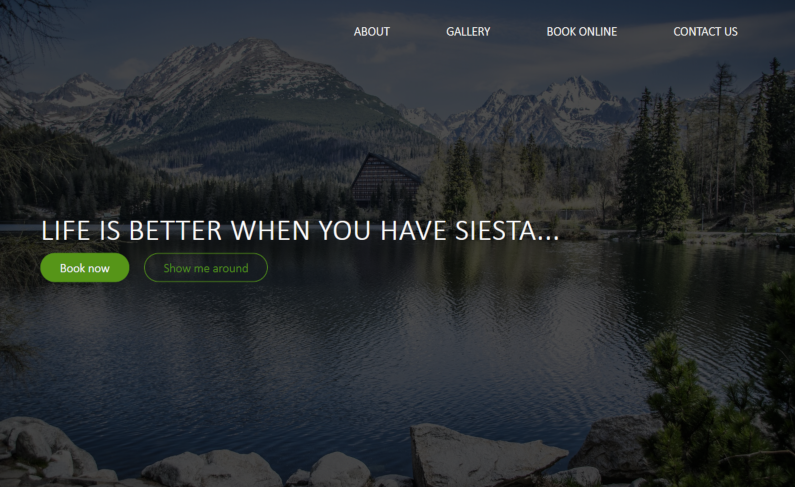 ABOUT GALLERY BOOK ONLINE CONTACT US
LIFE IS BETTER WHEN YOU HAVE SIESTA...
Book now Show me around